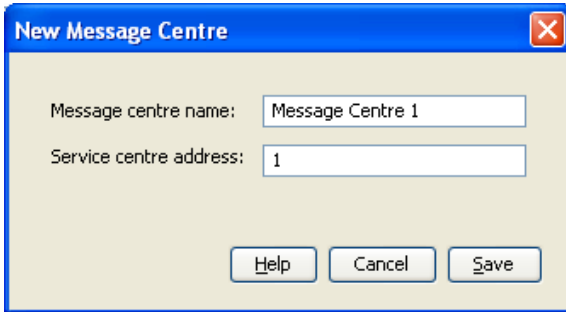 New Message Centre
Message centre name: Message Centre 1
Service centre address: 1
Help Cancel Save